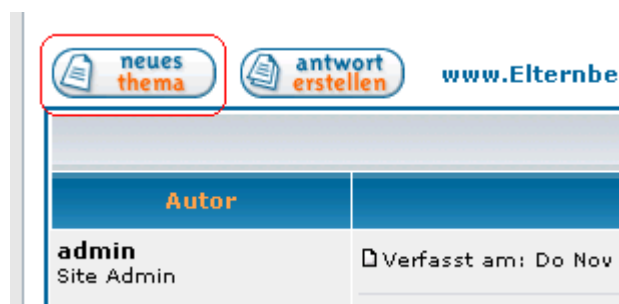 neues
thema
antwort
erstellen
www.Elternbe
Autor
admin
Site Admin
Verfasst am: Do Nov